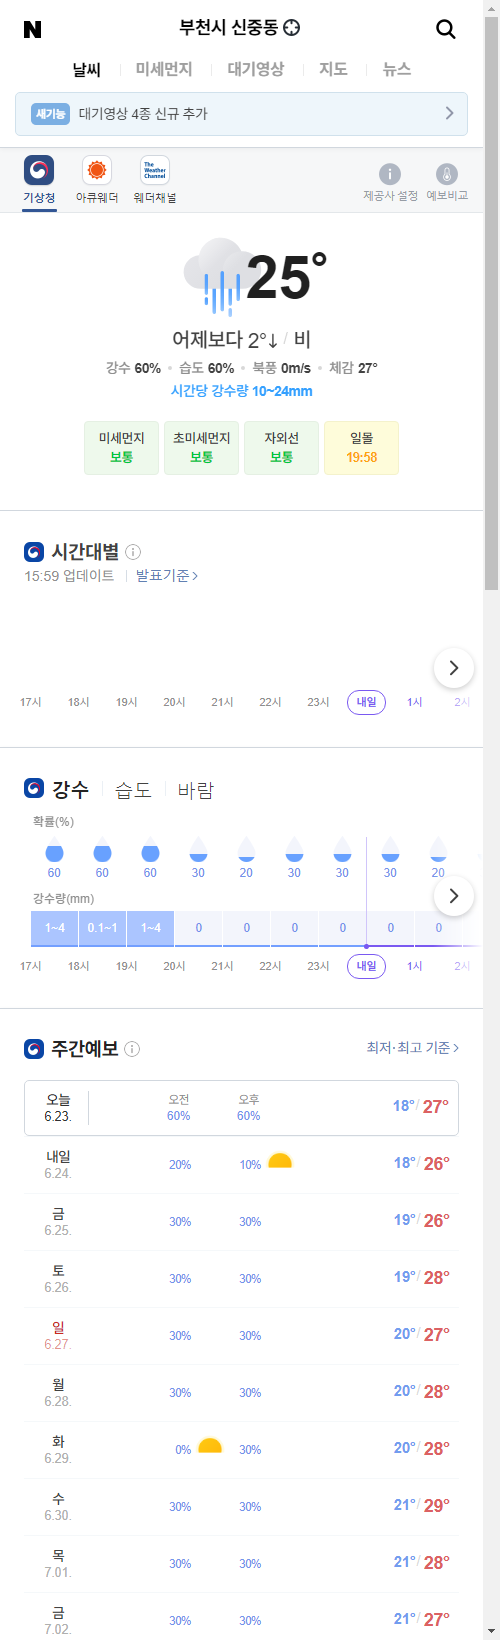 N 부천시 신중동
날씨 미세먼지 대기영상 지도 뉴스
새기능 대기영상 4종 신규 추가
The Weather Channel
기상청 아큐웨더 웨더채널 제공사 설정 예보비교
25°
어제보다 2°↓ / 비
강수 60% • 습도 60% • 북풍 0m/s • 체감 27°
시간당 강수량 10~24mm
미세먼지 초미세먼지 자외선 일몰
보통 보통 보통 19:58
시간대별
15:59 업데이트 발표기준 >
17시 18시 19시 20시 21시 22시 23시 내일 1시 2시
강수 습도 바람
확률(%)
60 60 60 30 20 30 30 30 20
강수량(mm)
1~4 0.1~1 1~4 0 0 0 0 0 0
17시 18시 19시 20시 21시 22시 23시 내일 1시 2시
주간예보 최저·최고 기준 >
오늘 오전 오후
6.23. 60% 60% 18°/ 27°
내일
6.24. 20% 10% 18°/ 26°
금
6.25. 30% 30% 19°/ 26°
토
6.26. 30% 30% 19°/ 28°
일
6.27. 30% 30% 20°/ 27°
월
6.28. 30% 30% 20°/ 28°
화
6.29. 0% 30% 20°/ 28°
수
6.30. 30% 30% 21°/ 29°
목
7.01. 30% 30% 21°/ 28°
금
7.02. 30% 30% 21°/ 27°